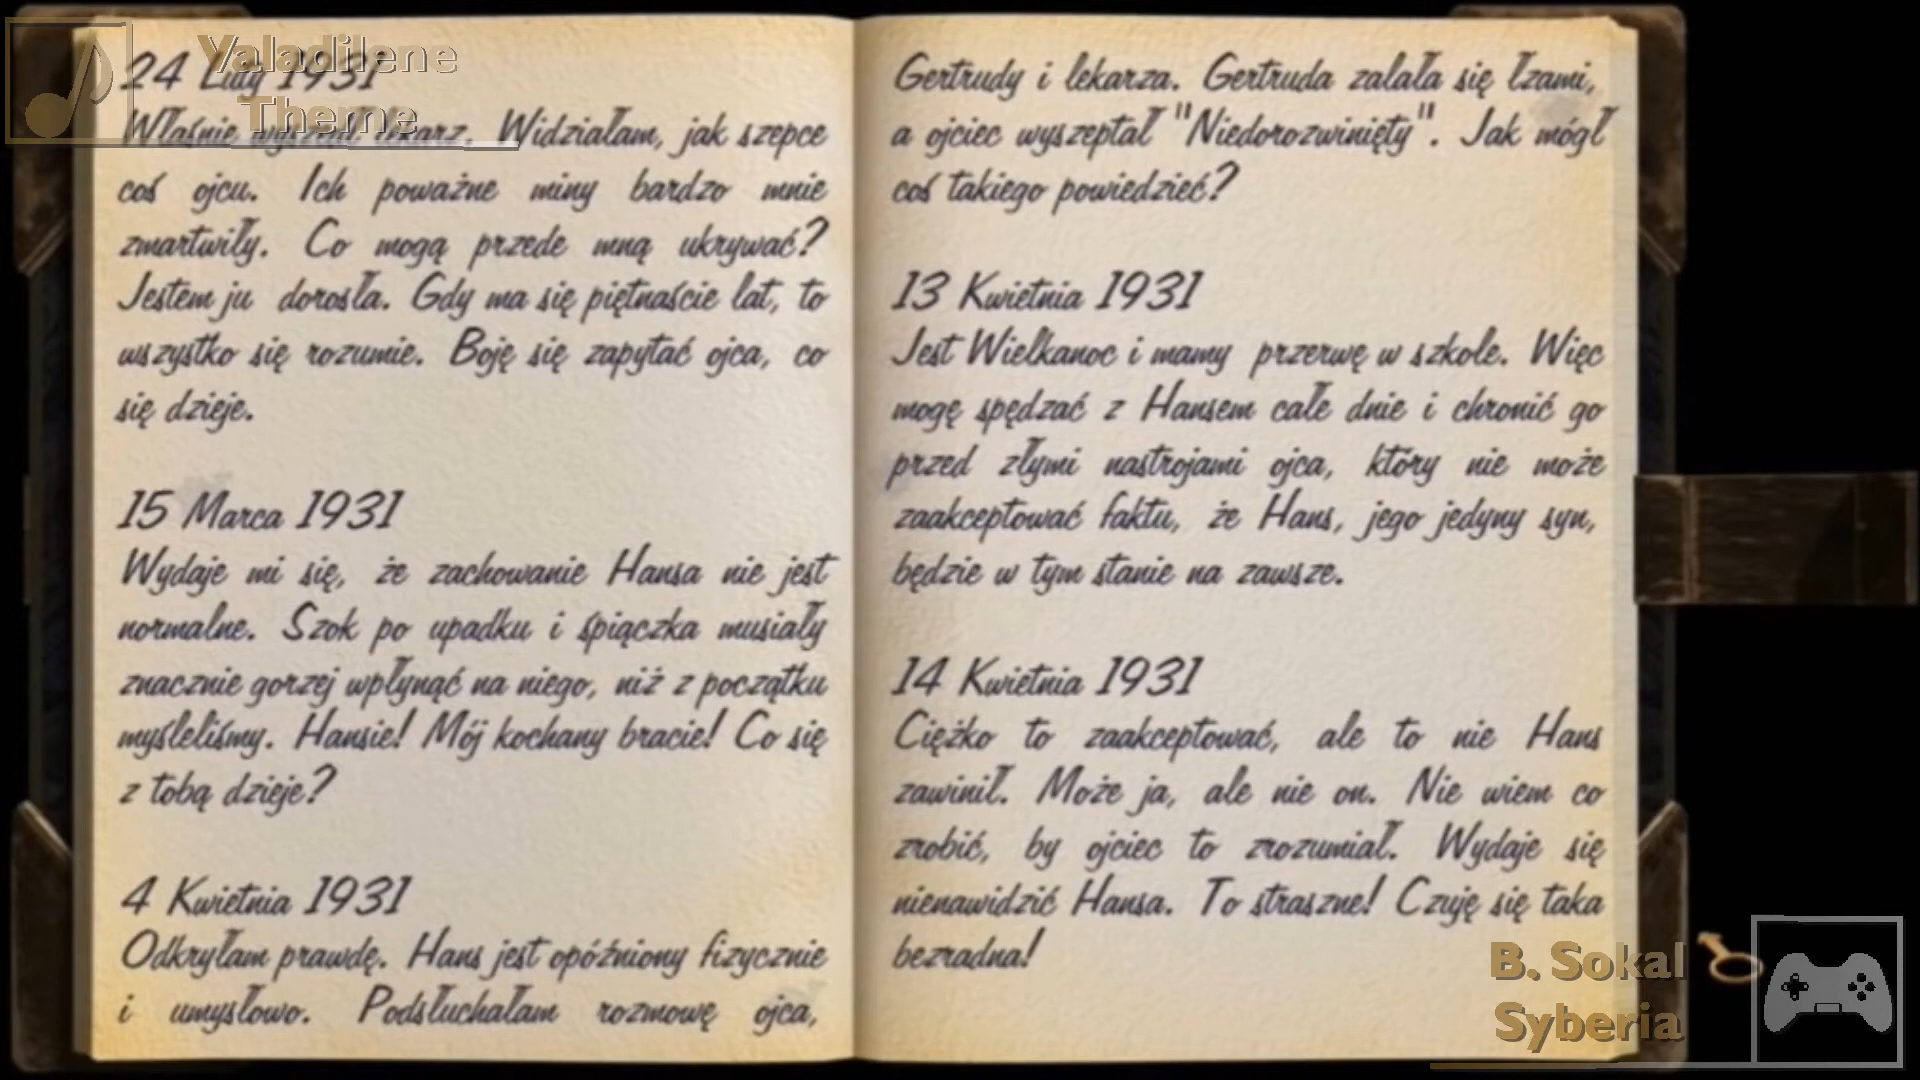 Valadilene
Theme
24 Luty 1931
Właśnie wyszedł lekarz. Widziałam, jak szepce
coś ojcu. Ich poważne miny bardzo mnie
zmartwiły. Co mogą przede mną ukrywać?
Jestem ju dorosła. Gdy ma się piętnaście lat, to
wszystko się rozumie. Boję się zapytać ojca, co
się dzieje.
15 Marca 1931
Wydaje mi się, że zachowanie Hansa nie jest
normalne. Szok po upadku i śpiączka musiały
znacznie gorzej wpłynąć na niego, niż z początku
myśleliśmy. Hansie! Mój kochany bracie! Co się
z tobą dzieje?
4 Kwietnia 1931
Odkryłam prawdę. Hans jest opóźniony fizycznie
i umysłowo. Podsłuchałam rozmowę ojca,
Gertrudy i lekarza. Gertruda zalała się łzami,
a ojciec wyszeptał "Niedorozwinięty". Jak mógł
coś takiego powiedzieć?
13 Kwietnia 1931
Jest Wielkanoc i mamy przerwę w szkole. Więc
mogę spędzać z Hansem całe dnie i chronić go
przed złymi nastrojami ojca, który nie może
zaakceptować faktu, że Hans, jego jedyny syn,
będzie w tym stanie na zawsze.
14 Kwietnia 1931
Ciężko to zaakceptować, ale to nie Hans
zawinił. Może ja, ale nie on. Nie wiem co
zrobić, by ojciec to zrozumiał. Wydaje się
nienawidzić Hansa. To straszne! Czuję się taka
bezradna!
B. Sokal
Syberia